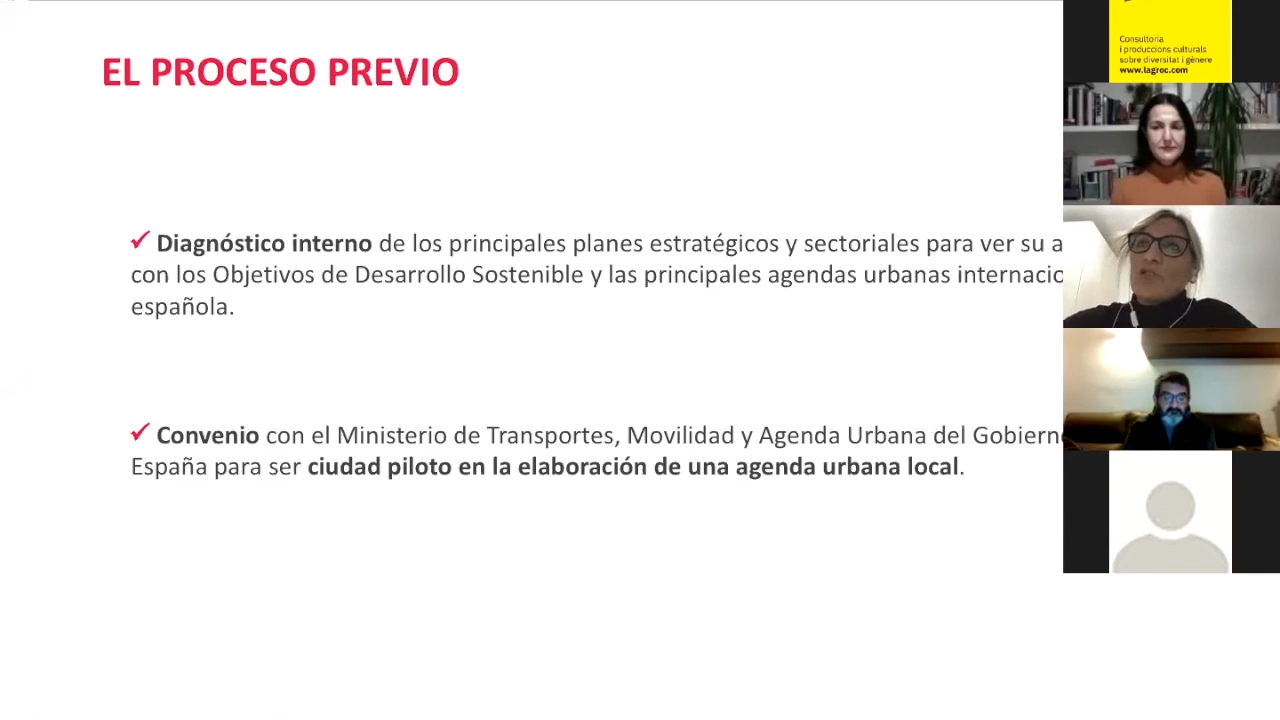 EL PROCESO PREVIO
Consultoria
i produccions culturals
sobre diversitat i gènere
www.lagroc.com
✓ Diagnóstico interno de los principales planes estratégicos y sectoriales para ver su
con los Objetivos de Desarrollo Sostenible y las principales agendas urbanas
española.
✓ Convenio con el Ministerio de Transportes, Movilidad y Agenda Urbana del
España para ser ciudad piloto en la elaboración de una agenda urbana local.